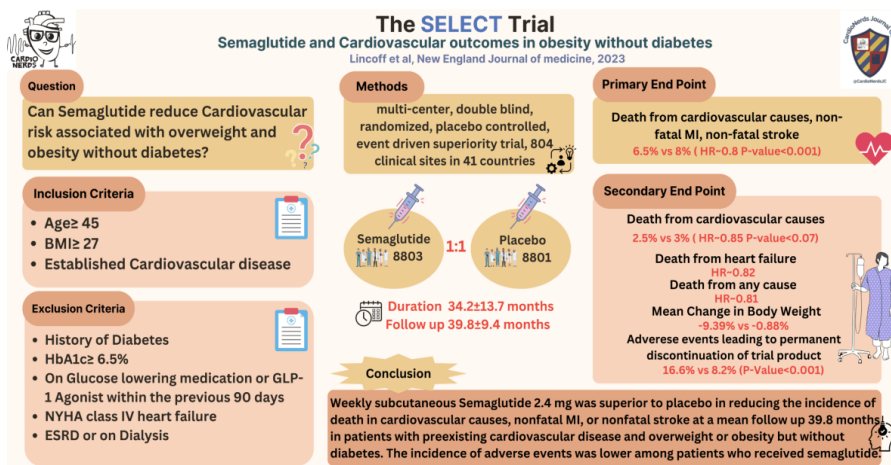 The SELECT Trial
Semaglutide and Cardiovascular outcomes in obesity without diabetes
Lincoff et al, New England Journal of medicine, 2023
CARDIO
NERDS
CardioNerds Journal C
@CardioNerdsJC
Question
Can Semaglutide reduce Cardiovascular
risk associated with overweight and
obesity without diabetes?
Inclusion Criteria
• Age≥ 45
• BMI≥ 27
• Established Cardiovascular disease
Exclusion Criteria
• History of Diabetes
• HbA1c≥ 6.5%
• On Glucose lowering medication or GLP-
1 Agonist within the previous 90 days
• NYHA class IV heart failure
• ESRD or on Dialysis
Methods
multi-center, double blind,
randomized, placebo controlled,
event driven superiority trial, 804
clinical sites in 41 countries
Semaglutide
8803
1:1
Placebo
8801
Duration 34.2±13.7 months
Follow up 39.8±9.4 months
Primary End Point
Death from cardiovascular causes, non-
fatal MI, non-fatal stroke
6.5% vs 8% ( HR-0.8 P-value<0.001)
Secondary End Point
Death from cardiovascular causes
2.5% vs 3% ( HR-0.85 P-value<0.07)
Death from heart failure
HR-0.82
Death from any cause
HR-0.81
Mean Change in Body Weight
-9.39% vs -0.88%
Adverese events leading to permanent
discontinuation of trial product
16.6% vs 8.2% (P-Value<0.001)
Conclusion
Weekly subcutaneous Semaglutide 2.4 mg was superior to placebo in reducing the incidence of
death in cardiovascular causes, nonfatal MI, or nonfatal stroke at a mean follow up 39.8 months
in patients with preexisting cardiovascular disease and overweight or obesity but without
diabetes. The incidence of adverse events was lower among patients who received semaglutide.